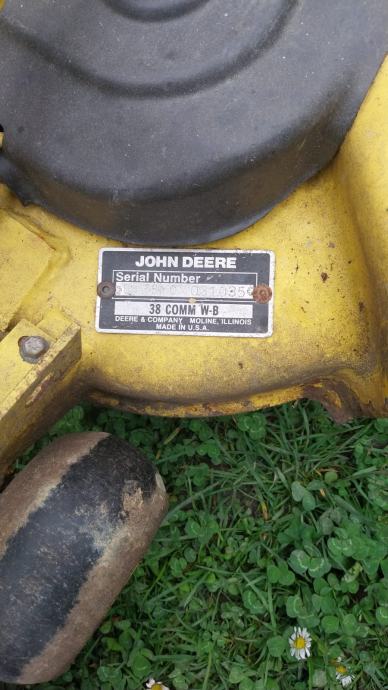 JOHN DEERE
Serial Number
38 COMM W-B
DEERE & COMPANY MOLINE, ILLINOIS
MADE IN U.S.A.